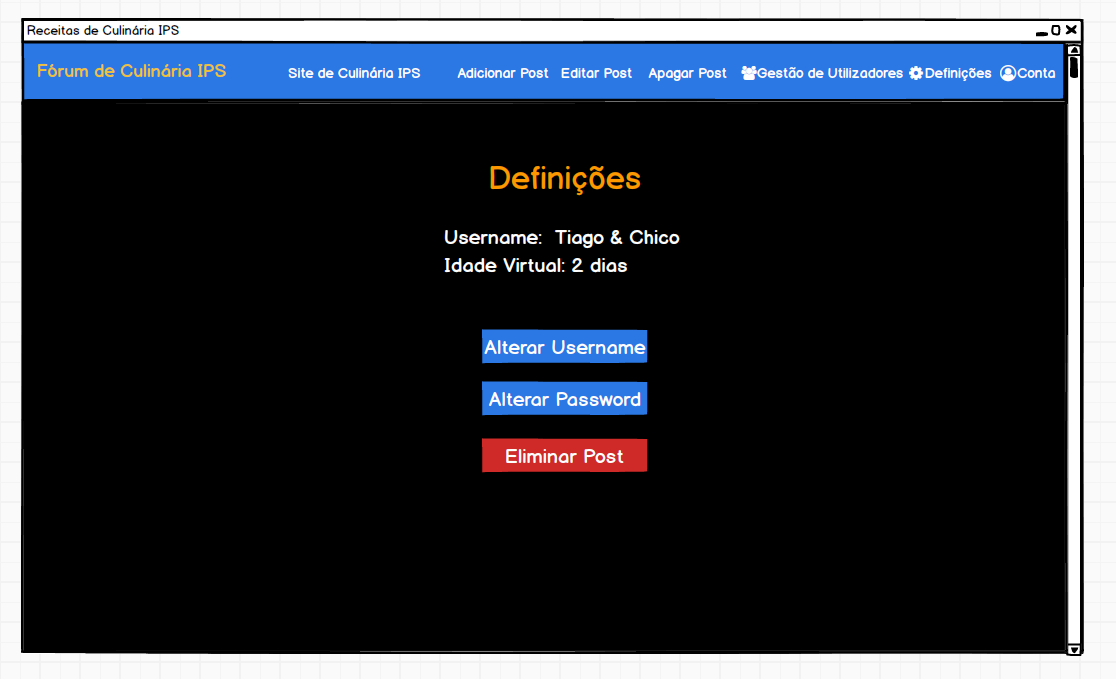 Receitas de Culinária IPS
Fórum de Culinária IPS Site de Culinária IPS Adicionar Post Editar Post Apagar Post Gestão de Utilizadores Definições Conta
Definições
Username: Tiago & Chico
Idade Virtual: 2 dias
Alterar Username
Alterar Password
Eliminar Post